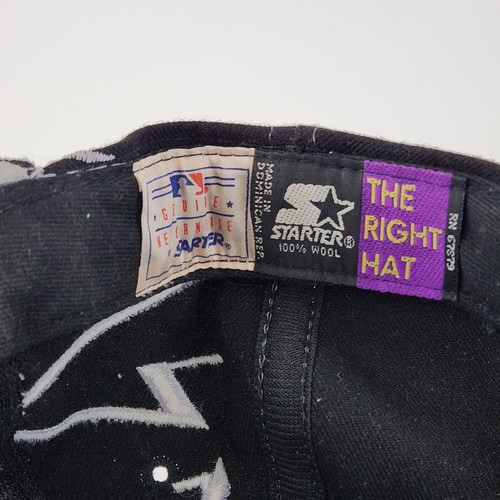 GENUINE
MERCHANDISE
STARTER®
MADE IN
DOMINICAN REP.
STARTER®
100% WOOL
THE
RIGHT
HAT
RN 67879